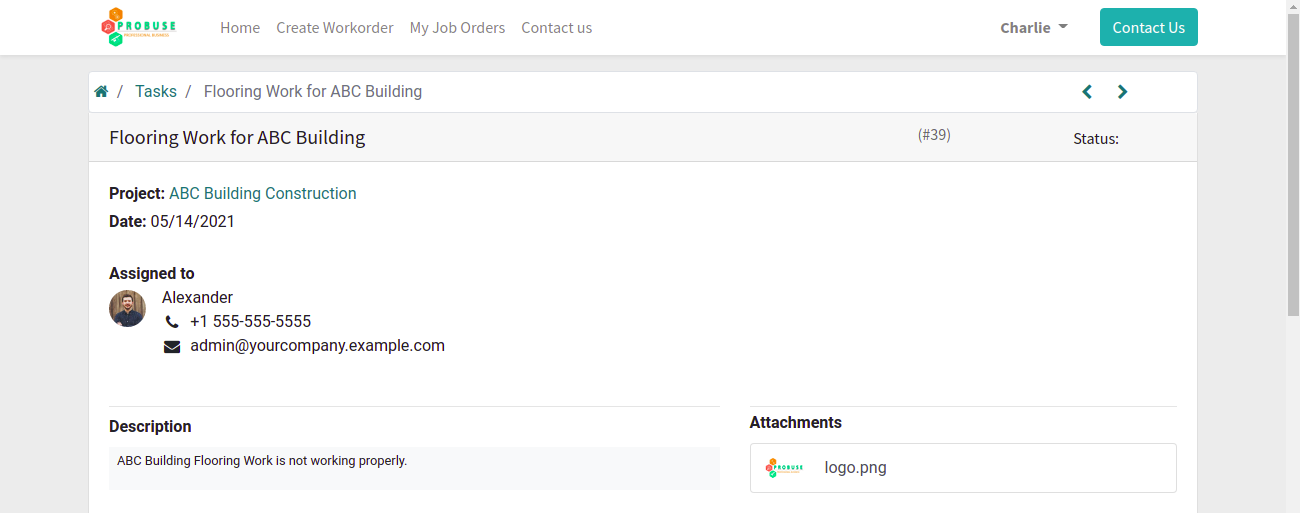 PROBUSE
Home Create Workorder My Job Orders Contact us Charlie Contact Us
/ Tasks / Flooring Work for ABC Building
Flooring Work for ABC Building (#39) Status:
Project: ABC Building Construction
Date: 05/14/2021
Assigned to
Alexander
+1 555-555-5555
admin@yourcompany.example.com
Description
Attachments
ABC Building Flooring Work is not working properly.
PROBUSE logo.png